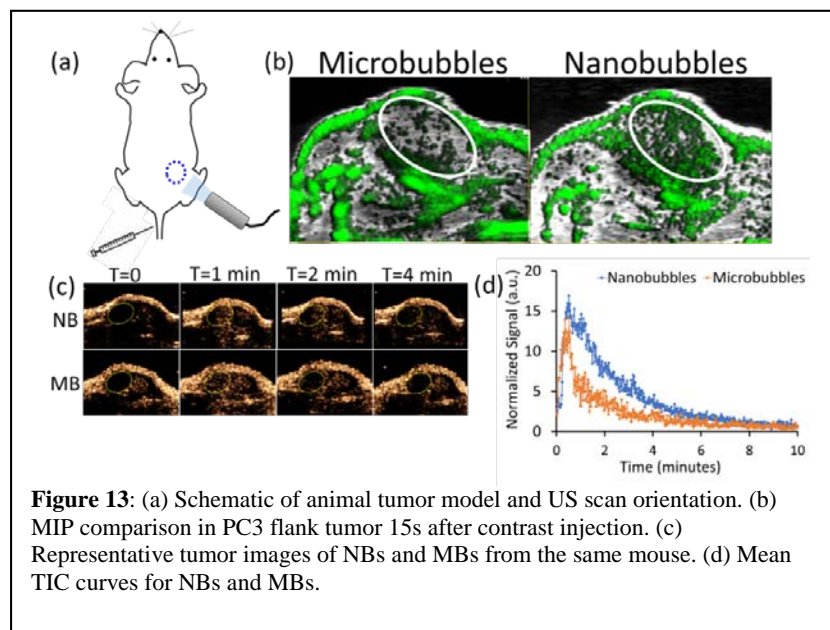 (a)
(b)
Microbubbles
Nanobubbles
(c)
T=0
T=1 min
T=2 min
T=4 min
NB
MB
(d)
Nanobubbles
Microbubbles
Normalized Signal (a.u.)
20
15
10
5
0
0
2
4
6
8
10
Time (minutes)
Figure 13: (a) Schematic of animal tumor model and US scan orientation. (b)
MIP comparison in PC3 flank tumor 15s after contrast injection. (c)
Representative tumor images of NBs and MBs from the same mouse. (d) Mean
TIC curves for NBs and MBs.